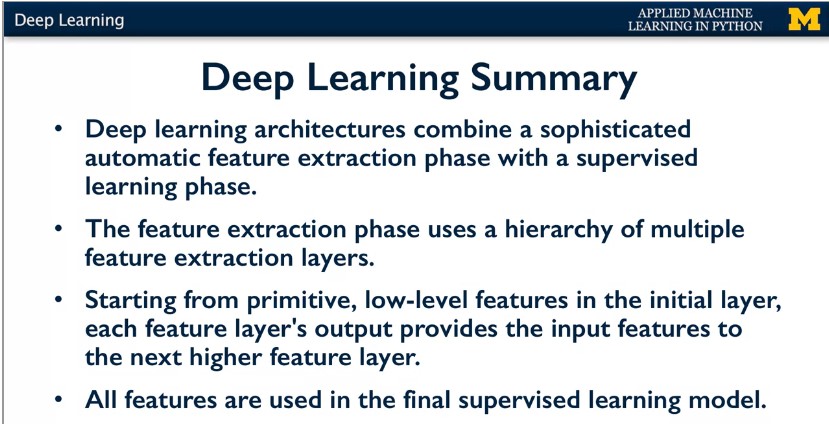 Deep Learning
APPLIED MACHINE
LEARNING IN PYTHON
M
Deep Learning Summary
• Deep learning architectures combine a sophisticated
automatic feature extraction phase with a supervised
learning phase.
• The feature extraction phase uses a hierarchy of multiple
feature extraction layers.
• Starting from primitive, low-level features in the initial layer,
each feature layer's output provides the input features to
the next higher feature layer.
• All features are used in the final supervised learning model.